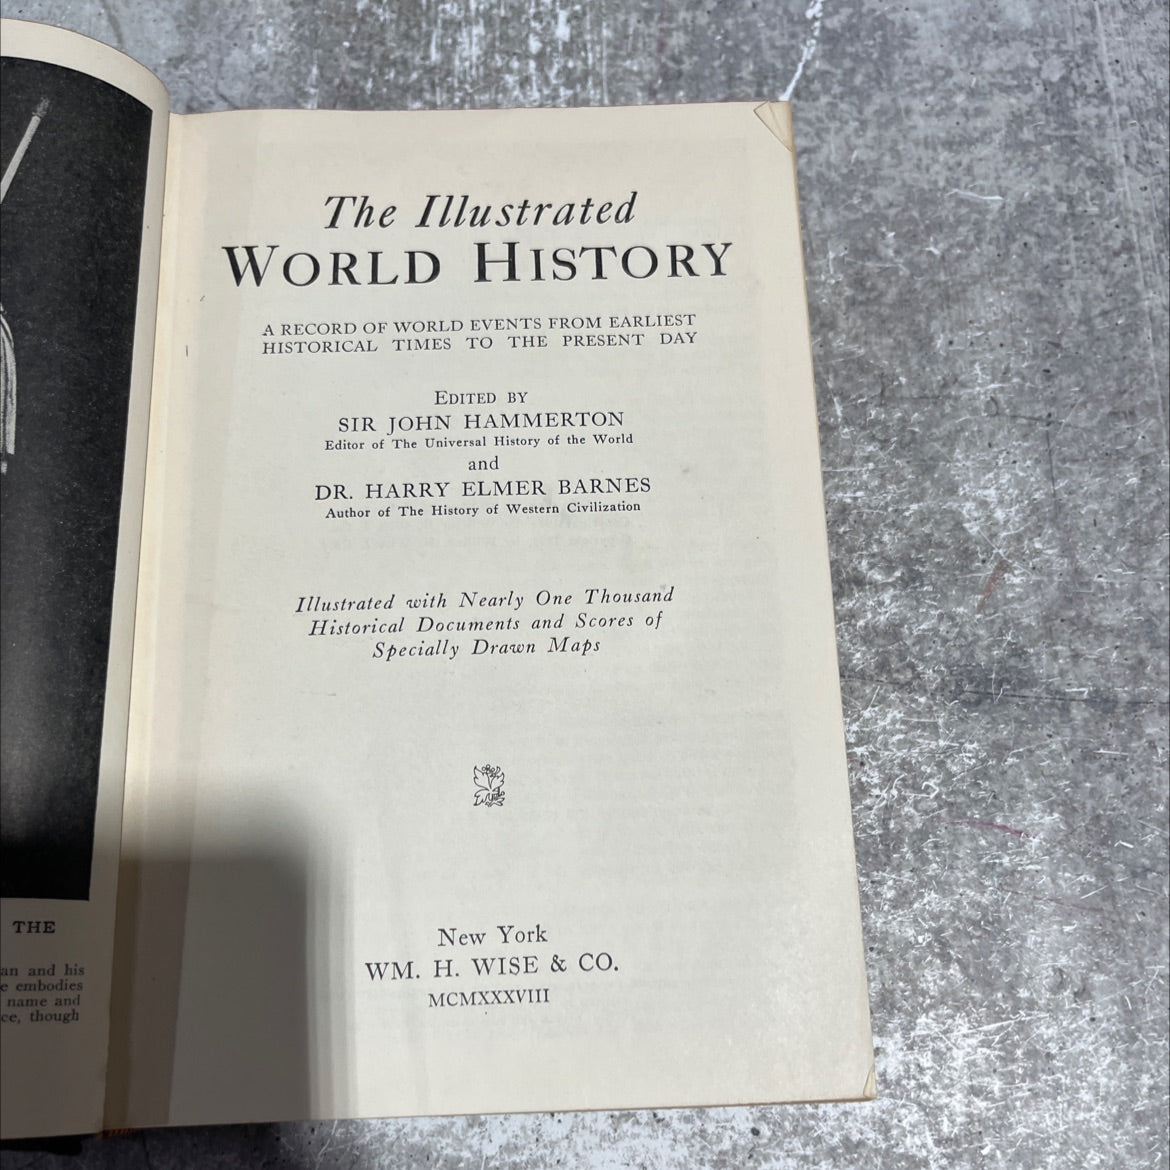 The Illustrated
WORLD HISTORY
A RECORD OF WORLD EVENTS FROM EARLIEST
HISTORICAL TIMES TO THE PRESENT DAY
EDITED BY
SIR JOHN HAMMERTON
Editor of The Universal History of the World
and
DR. HARRY ELMER BARNES
Author of The History of Western Civilization
Illustrated with Nearly One Thousand
Historical Documents and Scores of
Specially Drawn Maps
New York
WM. H. WISE & CO.
MCMXXXVIII
THE
an and his
e embodies
name and
ce, though